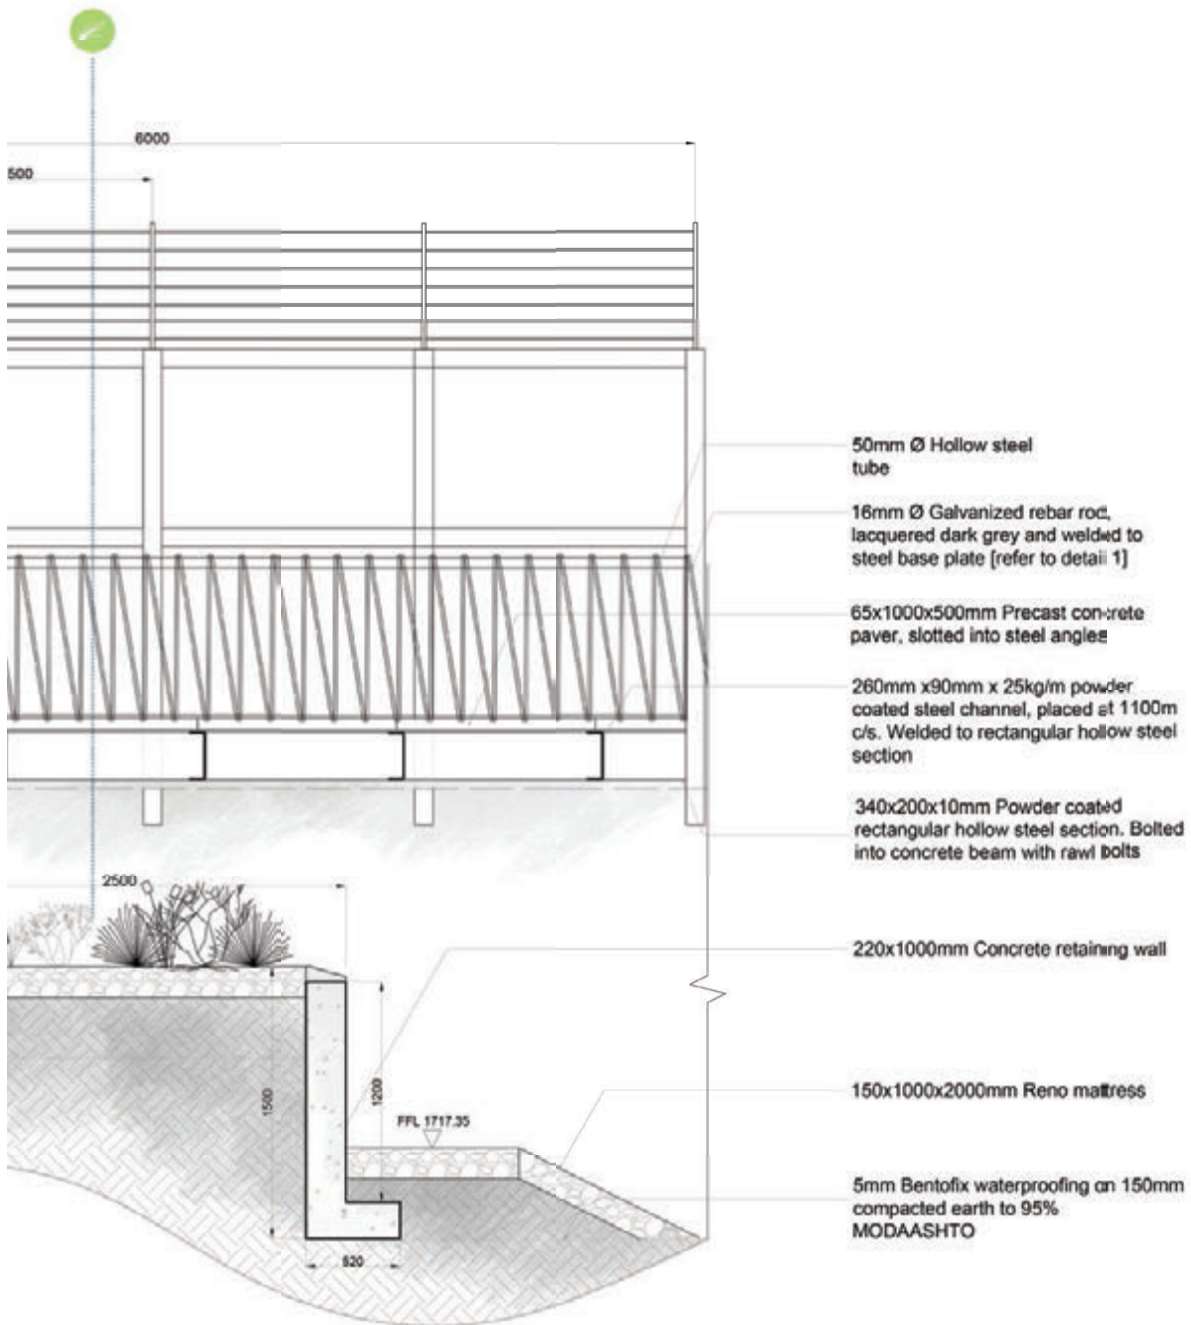 6000
500
50mm Ø Hollow steel
tube
16mm Ø Galvanized rebar rod,
lacquered dark grey and welded to
steel base plate [refer to detail 1]
65x1000x500mm Precast concrete
paver, slotted into steel angles
260mm x90mm x 25kg/m powder
coated steel channel, placed at 1100m
c/s. Welded to rectangular hollow steel
section
340x200x10mm Powder coated
rectangular hollow steel section. Bolted
into concrete beam with rawl bolts
2500
220x1000mm Concrete retaining wall
1500
1200
FFL 1717.35
150x1000x2000mm Reno mattress
5mm Bentofix waterproofing on 150mm
compacted earth to 95%
MODAASHTO
520